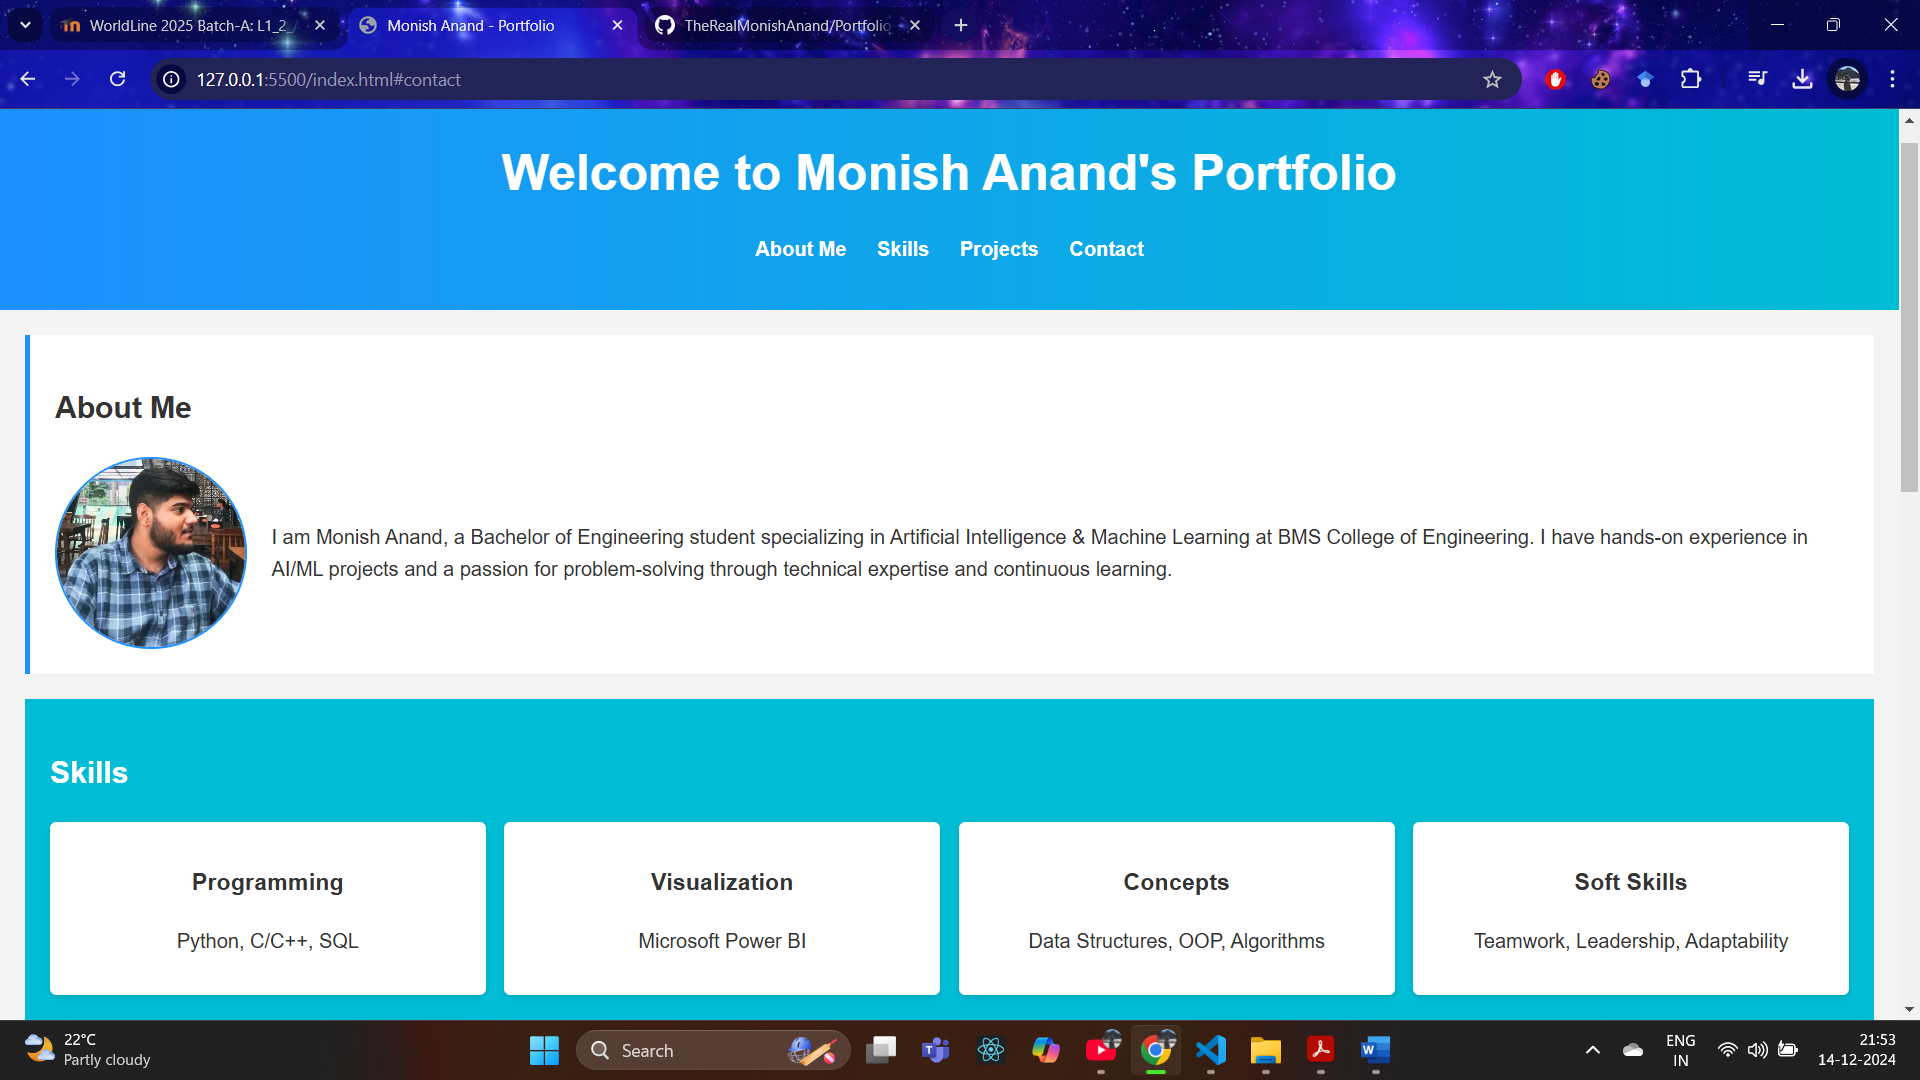 WorldLine 2025 Batch-A: L1_2_
Monish Anand - Portfolio
TheRealMonishAnand/Portfolio
127.0.0.1:5500/index.html#contact
Welcome to Monish Anand's Portfolio
About Me Skills Projects Contact
About Me
I am Monish Anand, a Bachelor of Engineering student specializing in Artificial Intelligence & Machine Learning at BMS College of Engineering. I have hands-on experience in
AI/ML projects and a passion for problem-solving through technical expertise and continuous learning.
Skills
Programming
Python, C/C++, SQL
Visualization
Microsoft Power BI
Concepts
Data Structures, OOP, Algorithms
Soft Skills
Teamwork, Leadership, Adaptability
22°C
Partly cloudy
Search
ENG
IN
21:53
14-12-2024